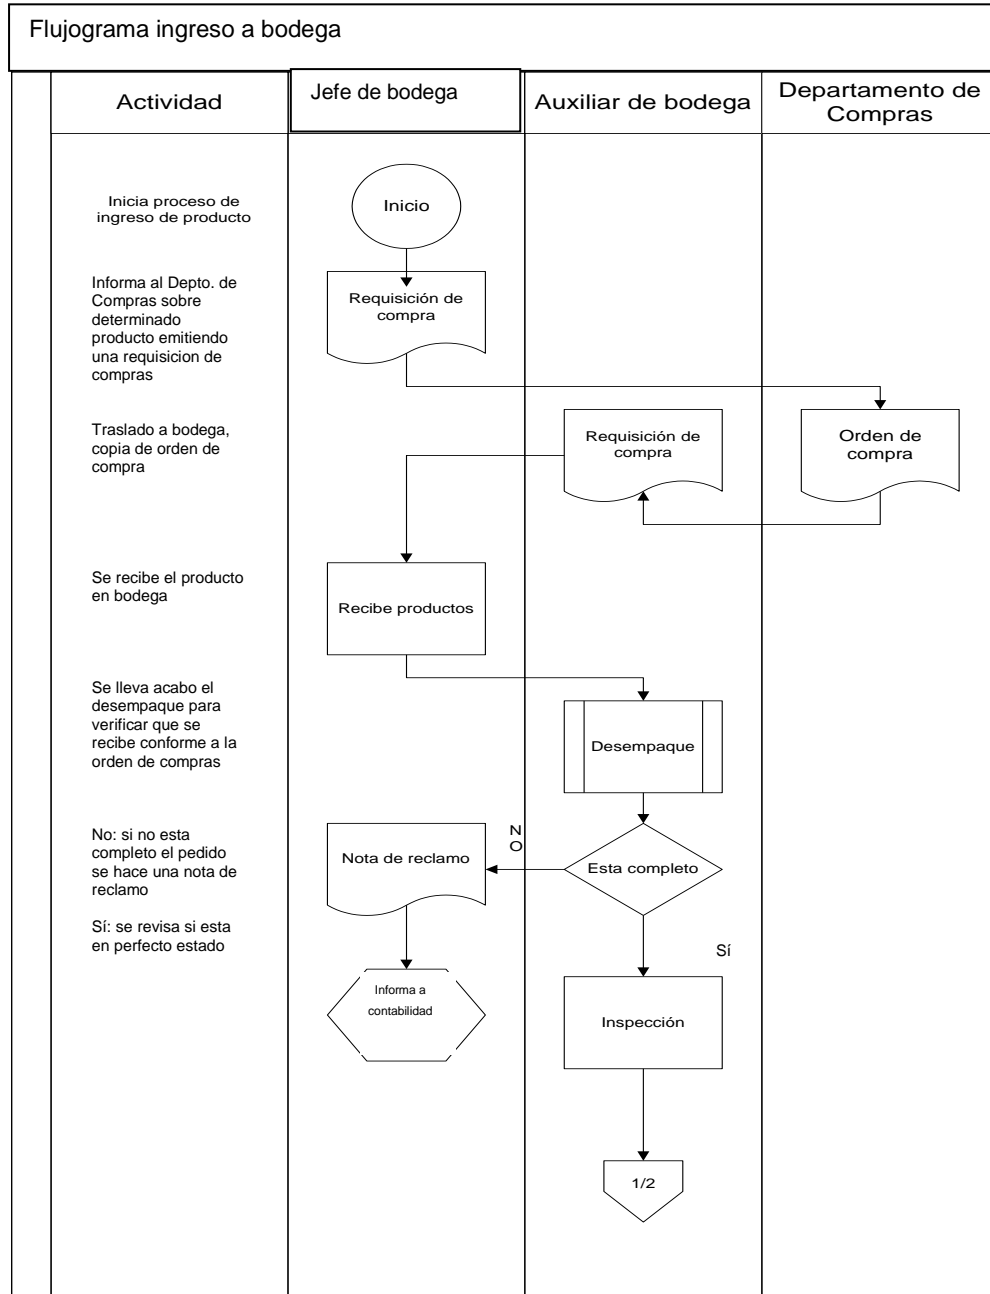 Flujograma ingreso a bodega
Actividad
Jefe de bodega
Auxiliar de bodega
Departamento de
Compras
Inicia proceso de
ingreso de producto
Inicio
Informa al Depto. de
Compras sobre
determinado
producto emitiendo
una requisicion de
compras
Requisición de
compra
Traslado a bodega,
copia de orden de
compra
Requisición de
compra
Orden de
compra
Se recibe el producto
en bodega
Recibe productos
Se lleva acabo el
desempaque para
verificar que se
recibe conforme a la
orden de compras
Desempaque
No: si no esta
completo el pedido
se hace una nota de
reclamo
Nota de reclamo
N
O
Esta completo
Sí: se revisa si esta
en perfecto estado
Sí
Informa a
contabilidad
Inspección
1/2